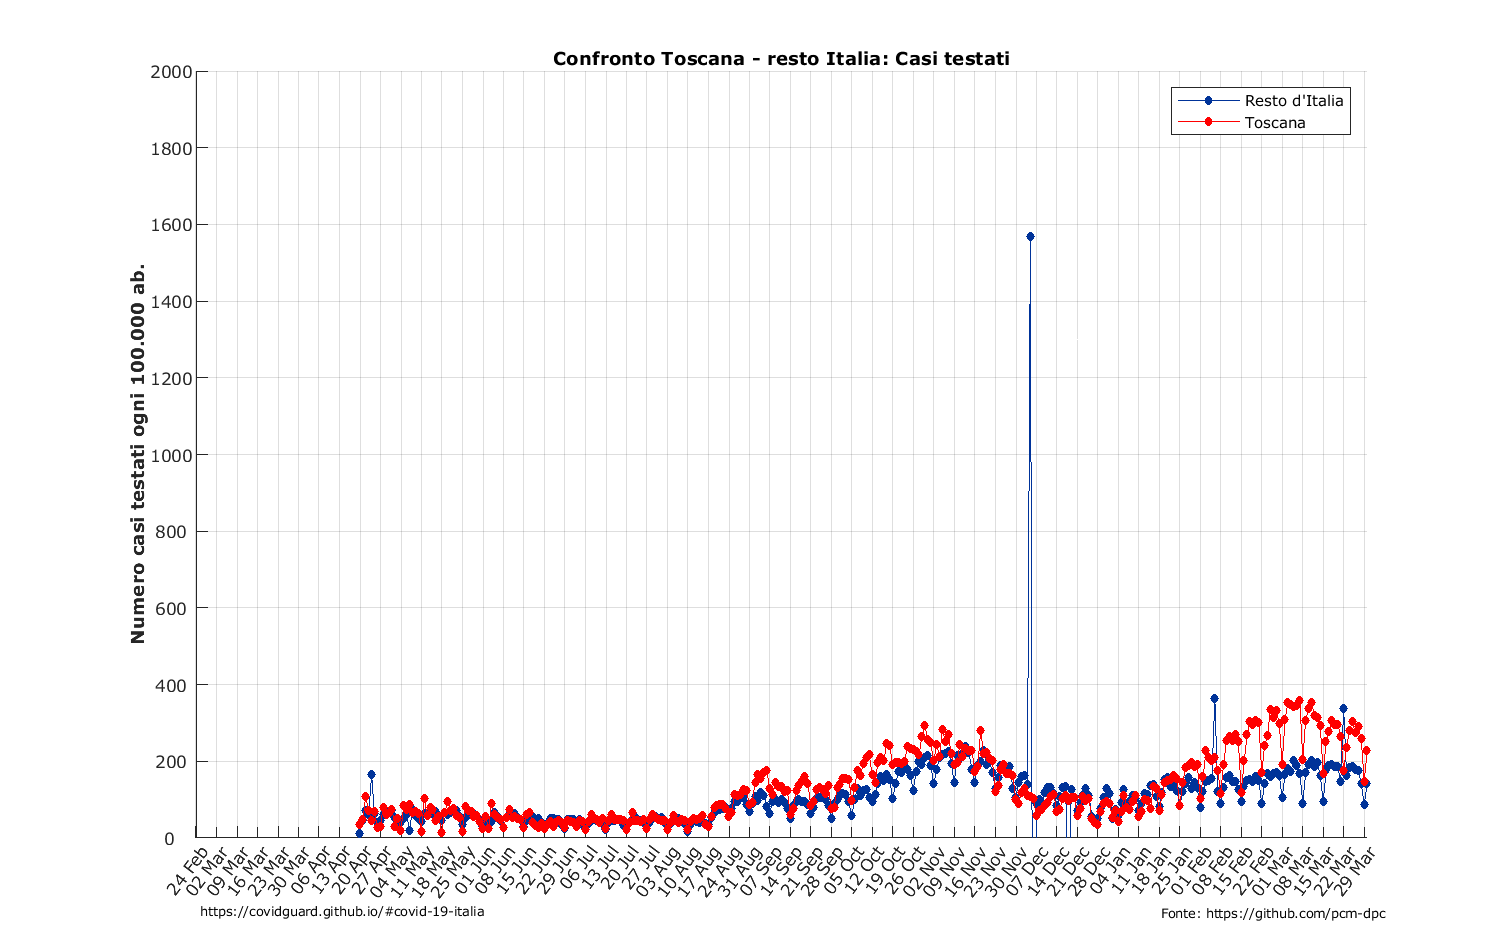 Confronto Toscana - resto Italia: Casi testati
Resto d'Italia
Toscana
Numero casi testati ogni 100.000 ab.
2000
1800
1600
1400
1200
1000
800
600
400
200
0
24 Feb
02 Mar
09 Mar
16 Mar
23 Mar
30 Mar
06 Apr
13 Apr
20 Apr
27 Apr
04 May
11 May
18 May
25 May
01 Jun
08 Jun
15 Jun
22 Jun
29 Jun
06 Jul
13 Jul
20 Jul
27 Jul
03 Aug
10 Aug
17 Aug
24 Aug
31 Aug
07 Sep
14 Sep
21 Sep
28 Sep
05 Oct
12 Oct
19 Oct
26 Oct
02 Nov
09 Nov
16 Nov
23 Nov
30 Nov
07 Dec
14 Dec
21 Dec
28 Dec
04 Jan
11 Jan
18 Jan
25 Jan
01 Feb
08 Feb
15 Feb
22 Feb
01 Mar
08 Mar
15 Mar
22 Mar
29 Mar
https://covidguard.github.io/#covid-19-italia
Fonte: https://github.com/pcm-dpc